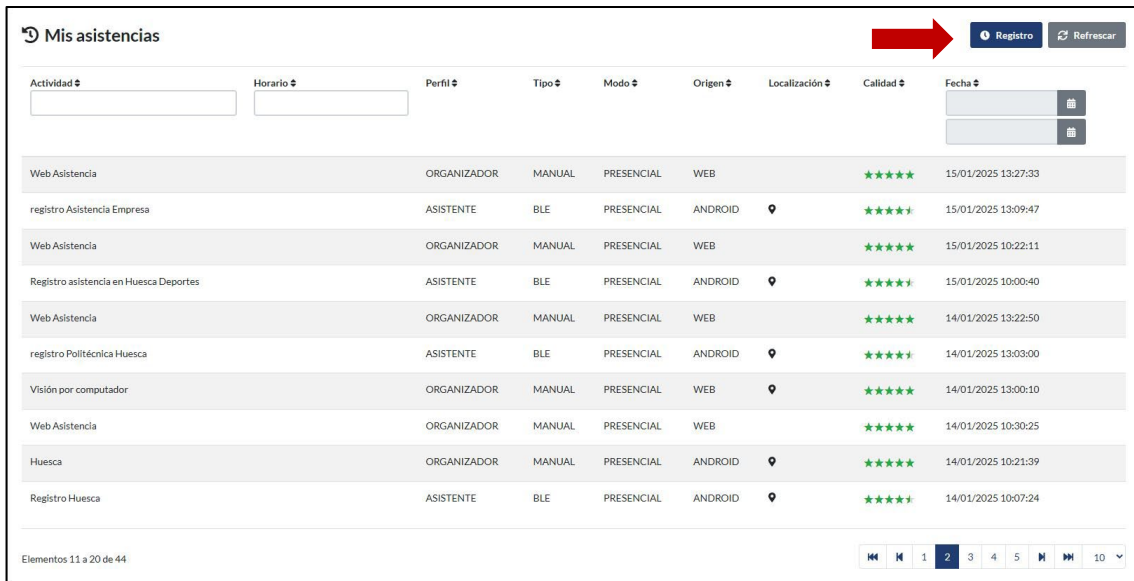 Mis asistencias
Registro Refrescar
Actividad Horario Perfil Tipo Modo Origen Localización Calidad Fecha
Web Asistencia ORGANIZADOR MANUAL PRESENCIAL WEB 15/01/2025 13:27:33
registro Asistencia Empresa ASISTENTE BLE PRESENCIAL ANDROID 15/01/2025 13:09:47
Web Asistencia ORGANIZADOR MANUAL PRESENCIAL WEB 15/01/2025 10:22:11
Registro asistencia en Huesca Deportes ASISTENTE BLE PRESENCIAL ANDROID 15/01/2025 10:00:40
Web Asistencia ORGANIZADOR MANUAL PRESENCIAL WEB 14/01/2025 13:22:50
registro Politécnica Huesca ASISTENTE BLE PRESENCIAL ANDROID 14/01/2025 13:03:00
Visión por computador ORGANIZADOR MANUAL PRESENCIAL WEB 14/01/2025 13:00:10
Web Asistencia ORGANIZADOR MANUAL PRESENCIAL WEB 14/01/2025 10:30:25
Huesca ORGANIZADOR MANUAL PRESENCIAL ANDROID 14/01/2025 10:21:39
Registro Huesca ASISTENTE BLE PRESENCIAL ANDROID 14/01/2025 10:07:24
Elementos 11 a 20 de 44 1 2 3 4 5 10